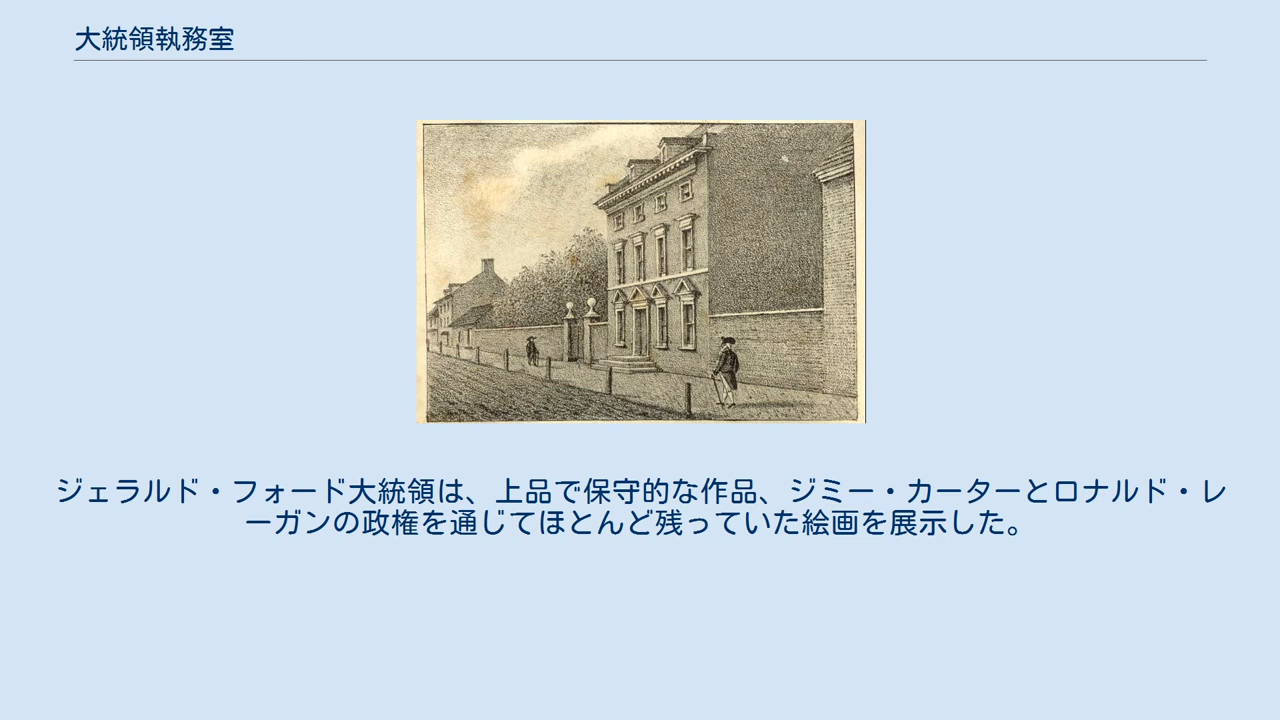 大統領執務室
ジェラルド・フォード大統領は、上品で保守的な作品、ジミー・カーターとロナルド・レ
ーガンの政権を通じてほとんど残っていた絵画を展示した。